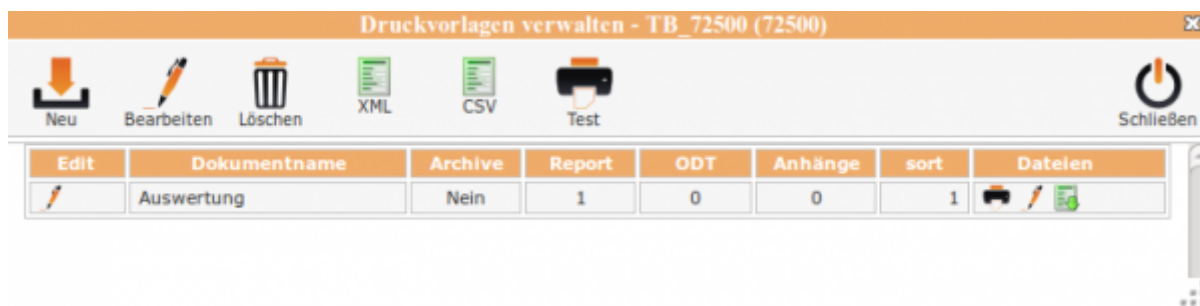 Druckvorlagen verwalten - TB_72500 (72500)
Neu Bearbeiten Löschen XML CSV Test Schließen
Edit Dokumentname Archive Report ODT Anhänge sort Dateien
Auswertung Nein 1 0 0 1